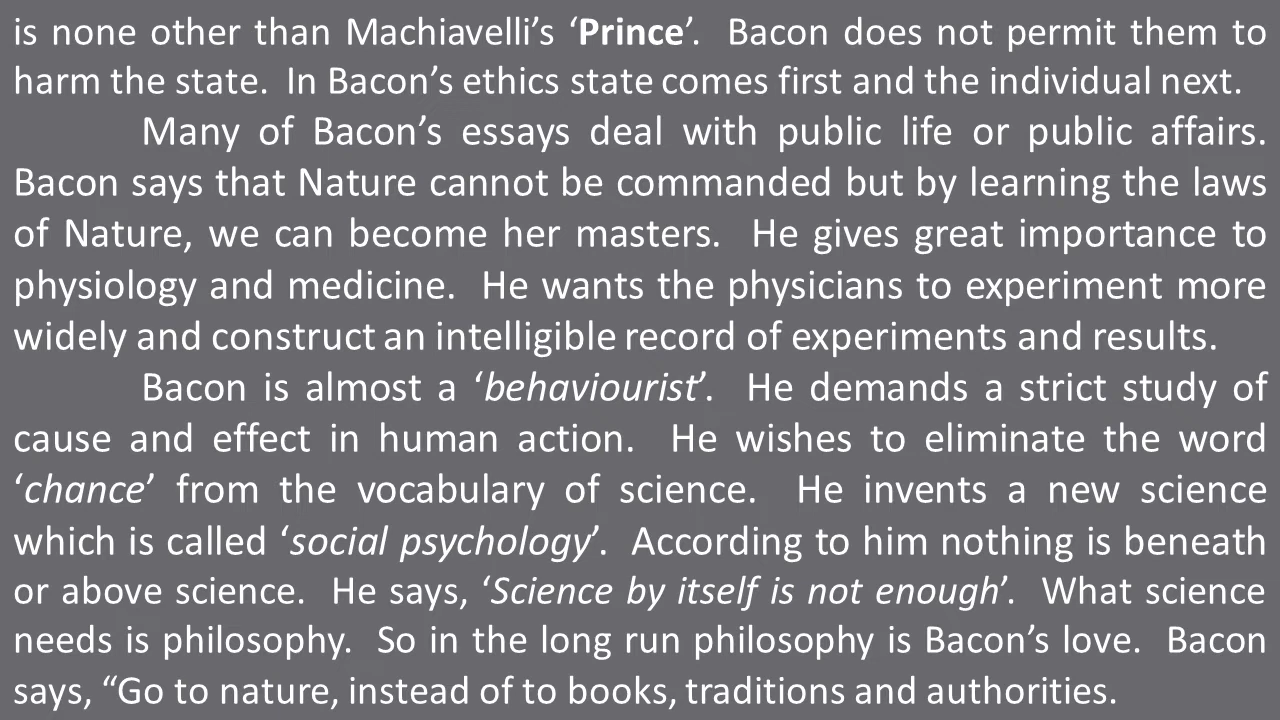 is none other than Machiavelli’s ‘Prince’.  Bacon does not permit them to
harm the state.  In Bacon’s ethics state comes first and the individual next.
Many of Bacon’s essays deal with public life or public affairs.
Bacon says that Nature cannot be commanded but by learning the laws
of Nature, we can become her masters.  He gives great importance to
physiology and medicine.  He wants the physicians to experiment more
widely and construct an intelligible record of experiments and results.
Bacon is almost a ‘behaviourist’.  He demands a strict study of
cause and effect in human action.  He wishes to eliminate the word
‘chance’ from the vocabulary of science.  He invents a new science
which is called ‘social psychology’.  According to him nothing is beneath
or above science.  He says, ‘Science by itself is not enough’.  What science
needs is philosophy.  So in the long run philosophy is Bacon’s love.  Bacon
says, “Go to nature, instead of to books, traditions and authorities.